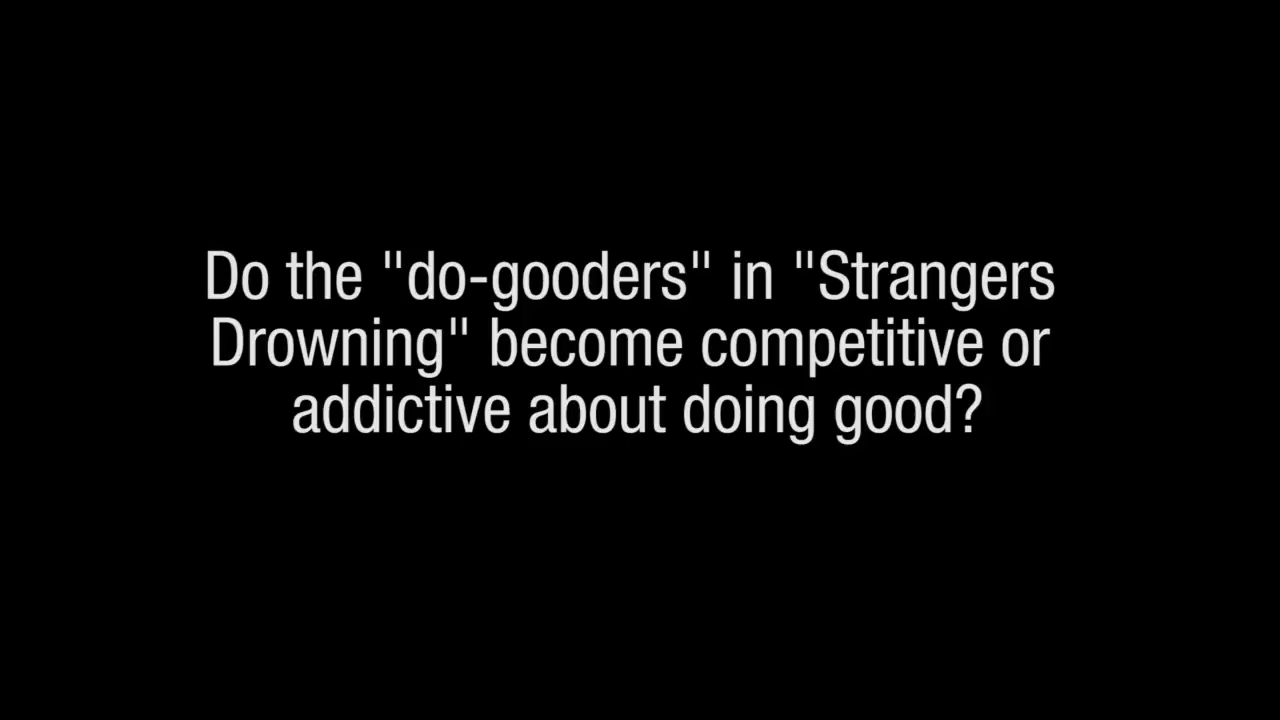 Do the "do-gooders" in "Strangers
Drowning" become competitive or
addictive about doing good?